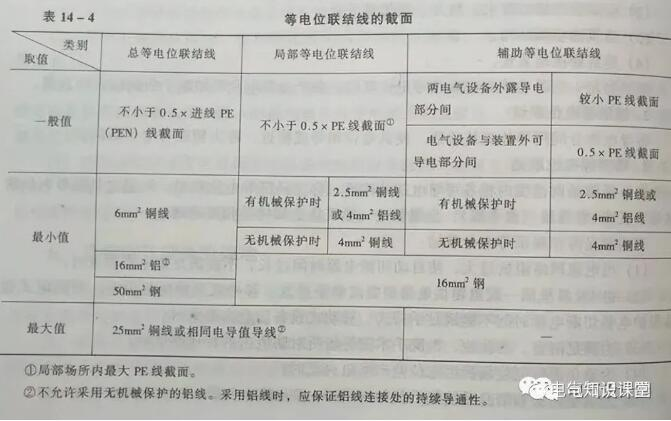 表 14-4 等电位联结线的截面
类别
取值
总等电位联结线 局部等电位联结线 辅助等电位联结线
一般值
不小于 0.5×进线 PE
(PEN) 线截面
不小于 0.5×PE 线截面①
两电气设备外露导电
部分间
较小 PE 线截面
电气设备与装置外可
导电部分间
0.5×PE 线截面
最小值
6mm² 铜线
有机械保护时
2.5mm² 铜线
或 4mm² 铝线
有机械保护时
2.5mm² 铜线或
4mm² 铝线
无机械保护时 4mm² 铜线 无机械保护时 4mm² 铜线
16mm² 铝②
50mm² 钢
16mm² 钢
最大值
25mm² 铜线或相同电导值导线②
—
①局部场所内最大 PE 线截面。
②不允许采用无机械保护的铝线。采用铝线时，应保证铝线连接处的持续导通性。
电气知识课堂